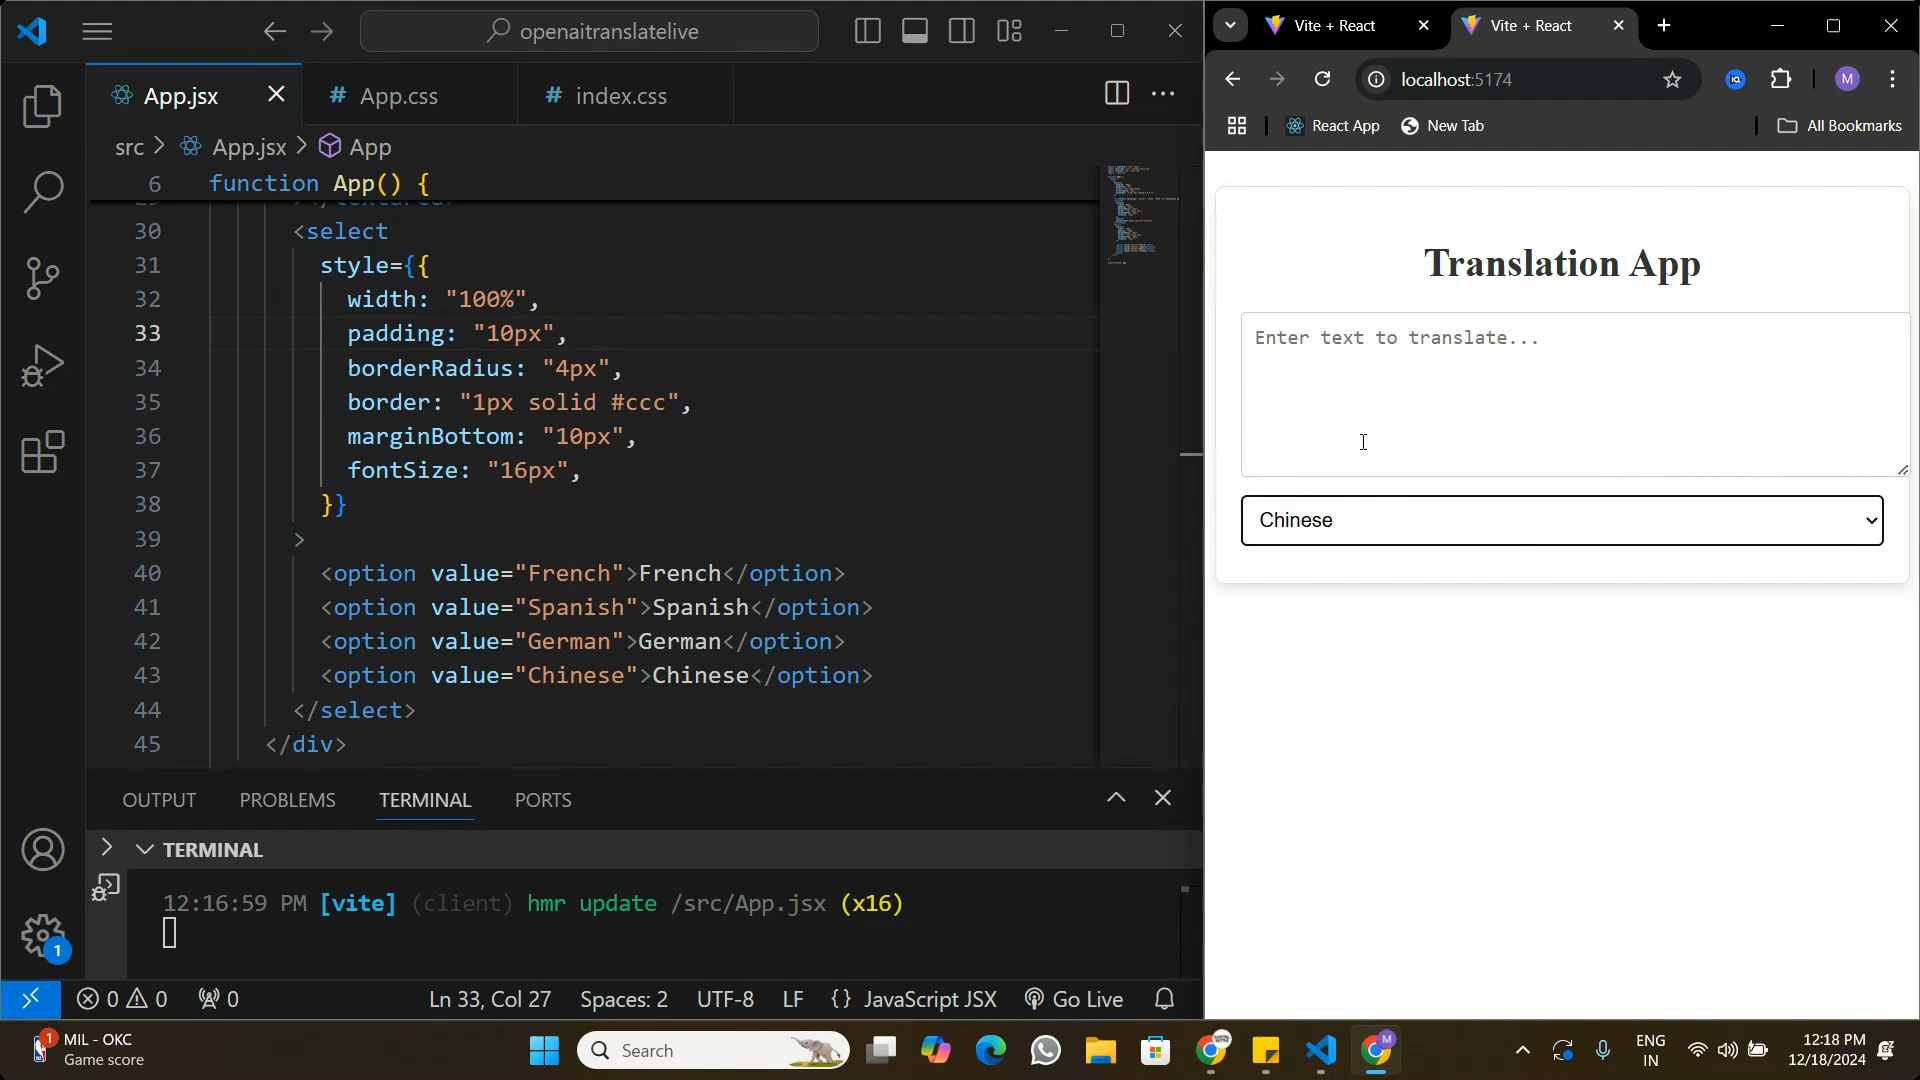 openaitranslatelive
App.jsx
# App.css
# index.css
src > App.jsx > App
6 function App() {
30 <select
31 style={{
32 width: "100%",
33 padding: "10px",
34 borderRadius: "4px",
35 border: "1px solid #ccc",
36 marginBottom: "10px",
37 fontSize: "16px",
38 }}
39 >
40 <option value="French">French</option>
41 <option value="Spanish">Spanish</option>
42 <option value="German">German</option>
43 <option value="Chinese">Chinese</option>
44 </select>
45 </div>
OUTPUT PROBLEMS TERMINAL PORTS
TERMINAL
12:16:59 PM [vite] (client) hmr update /src/App.jsx (x16)
1
0 0 0
Ln 33, Col 27 Spaces: 2 UTF-8 LF {} JavaScript JSX Go Live
Vite + React
Vite + React
localhost:5174
M
React App
New Tab
All Bookmarks
Translation App
Enter text to translate...
Chinese
1
MIL - OKC
Game score
Search
M
ENG
IN
12:18 PM
12/18/2024